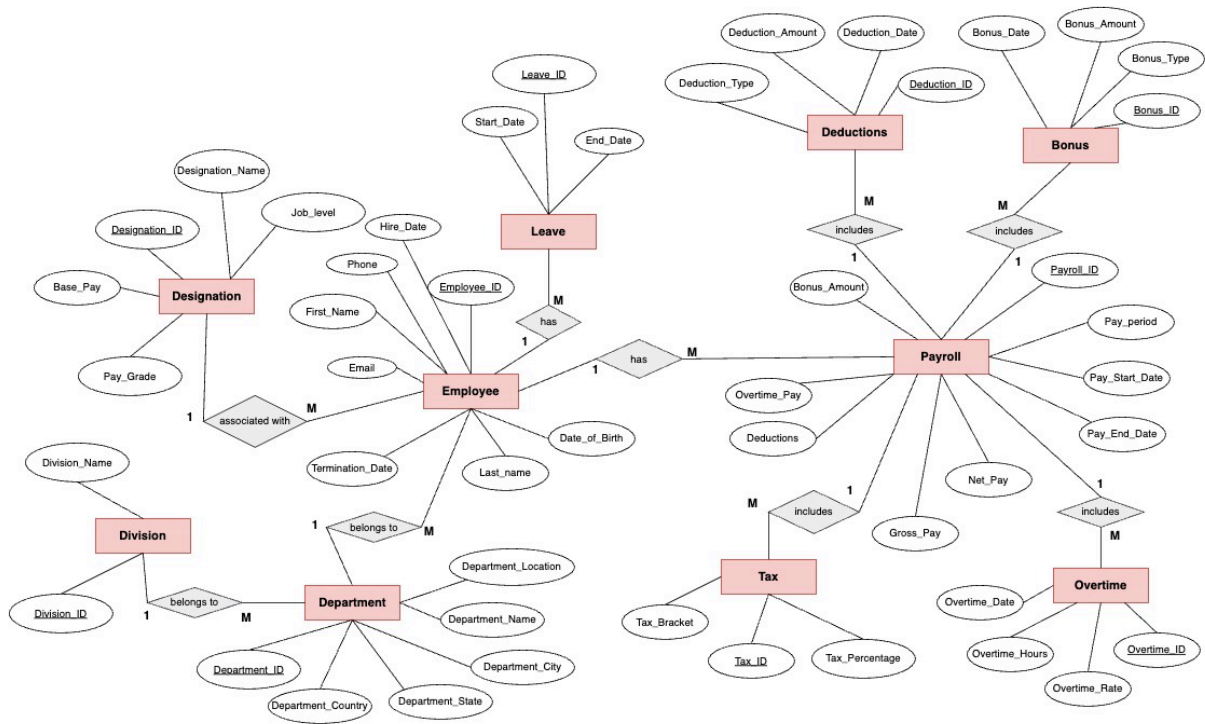 Deduction_Amount
Deduction_Date
Bonus_Date
Bonus_Amount
Bonus_Type
Leave_ID
Deduction_Type
Deduction_ID
Bonus_ID
Start_Date
End_Date
Deductions
Bonus
Designation_Name
Job_level
Designation_ID
Hire_Date
Leave
M
includes
1
M
includes
1
Phone
Employee_ID
Base_Pay
Designation
Bonus_Amount
Payroll_ID
First_Name
M
has
1
Pay_period
Pay_Grade
Email
Employee
1
has
M
Payroll
Overtime_Pay
Pay_Start_Date
1
associated with
M
Deductions
Date_of_Birth
Pay_End_Date
Division_Name
Termination_Date
Last_name
Net_Pay
1
belongs to
M
M
includes
1
Gross_Pay
1
includes
M
Division
Department_Location
Tax
Overtime
Division_ID
1
belongs to
M
Department
Department_Name
Tax_Bracket
Overtime_Date
Department_ID
Department_City
Tax_ID
Tax_Percentage
Overtime_Hours
Overtime_ID
Department_Country
Department_State
Overtime_Rate